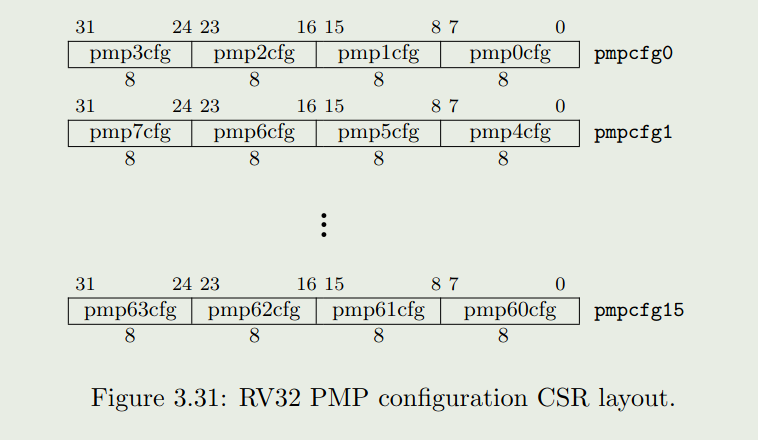 31 24 23 16 15 8 7 0
pmp3cfg pmp2cfg pmp1cfg pmp0cfg pmpcfg0
8 8 8 8
31 24 23 16 15 8 7 0
pmp7cfg pmp6cfg pmp5cfg pmp4cfg pmpcfg1
8 8 8 8
⋮
31 24 23 16 15 8 7 0
pmp63cfg pmp62cfg pmp61cfg pmp60cfg pmpcfg15
8 8 8 8
Figure 3.31: RV32 PMP configuration CSR layout.